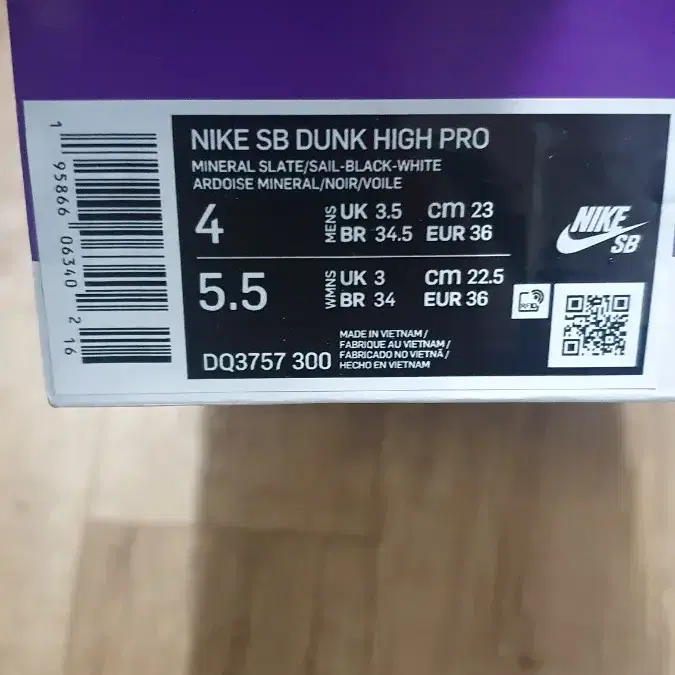 NIKE SB DUNK HIGH PRO
MINERAL SLATE/SAIL-BLACK-WHITE
ARDOISE MINERAL/NOIR/VOILE
4 MENS UK 3.5 cm 23
BR 34.5 EUR 36
5.5 WMNS UK 3 cm 22.5
BR 34 EUR 36
NIKE
SB
RFID
DQ3757 300
MADE IN VIETNAM /
FABRIQUE AU VIETNAM /
FABRICADO NO VIETNÃ /
HECHO EN VIETNAM
1 95866 06340 2 16